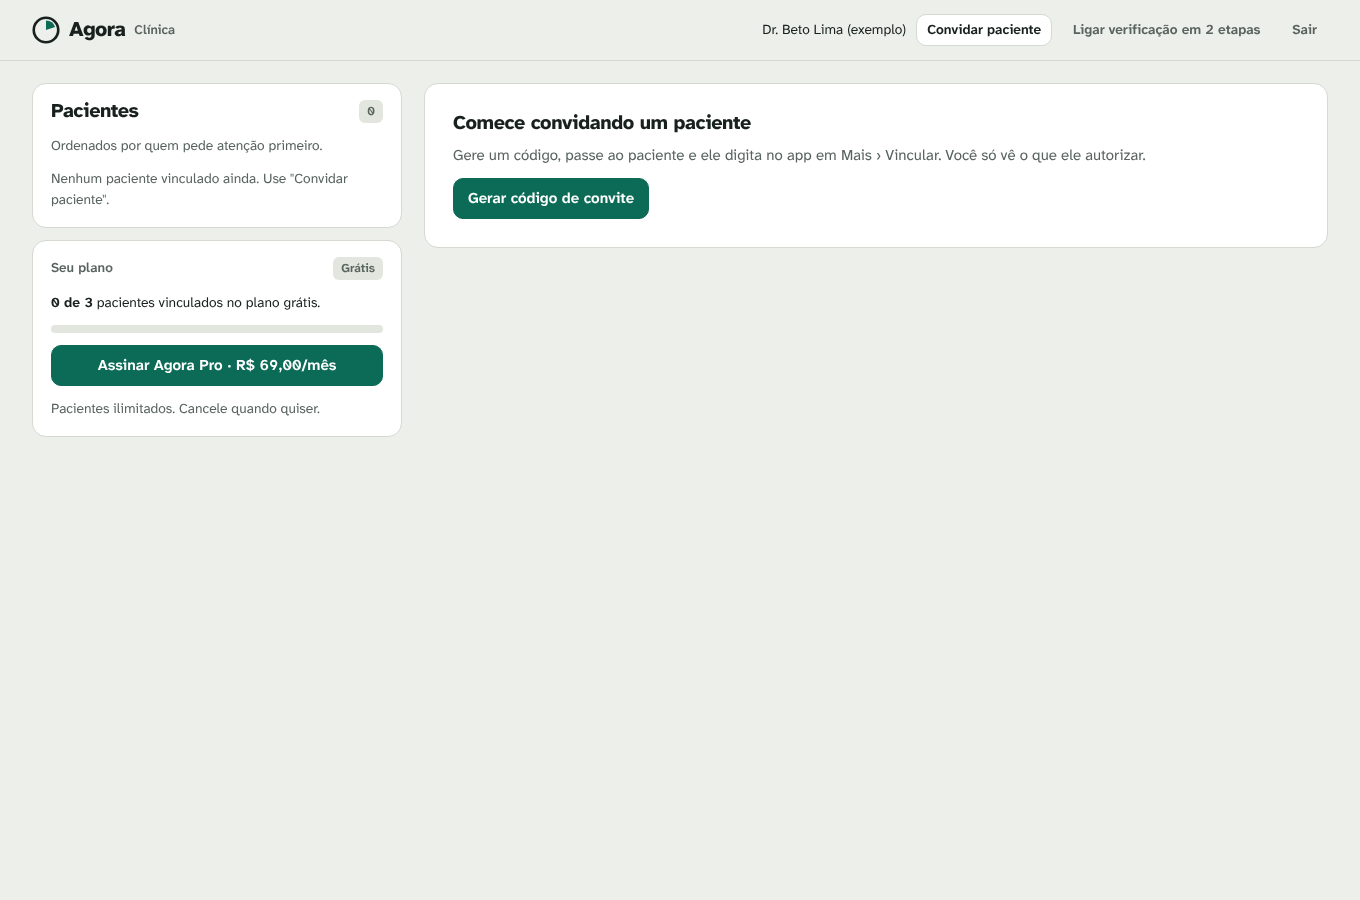 Agora Clínica
Dr. Beto Lima (exemplo)
Convidar paciente
Ligar verificação em 2 etapas
Sair
Pacientes
0
Ordenados por quem pede atenção primeiro.
Nenhum paciente vinculado ainda. Use "Convidar
paciente".
Seu plano
Grátis
0 de 3 pacientes vinculados no plano grátis.
Assinar Agora Pro · R$ 69,00/mês
Pacientes ilimitados. Cancele quando quiser.
Comece convidando um paciente
Gere um código, passe ao paciente e ele digita no app em Mais › Vincular. Você só vê o que ele autorizar.
Gerar código de convite